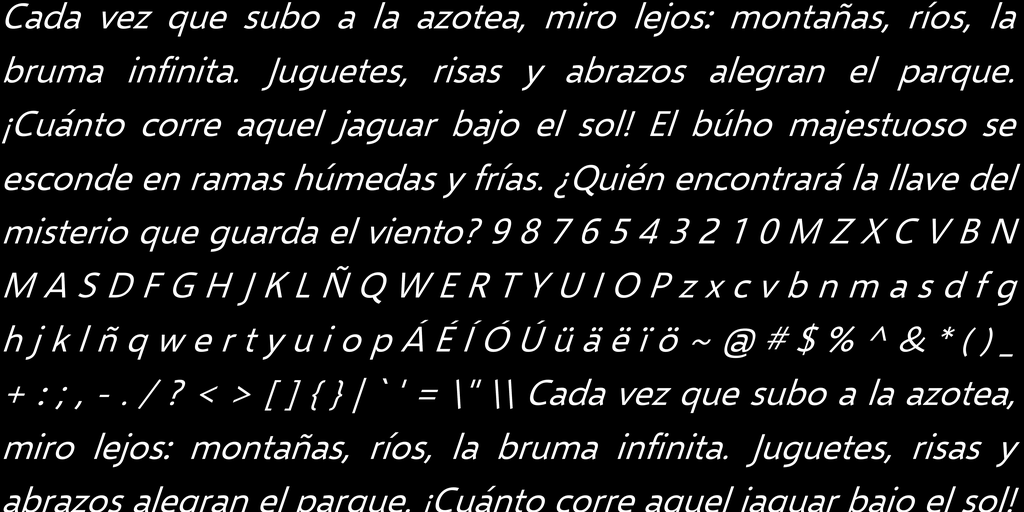 Cada vez que subo a la azotea, miro lejos: montañas, ríos, la
bruma infinita. Juguetes, risas y abrazos alegran el parque.
¡Cuánto corre aquel jaguar bajo el sol! El búho majestuoso se
esconde en ramas húmedas y frías. ¿Quién encontrará la llave del
misterio que guarda el viento? 9 8 7 6 5 4 3 2 1 0 M Z X C V B N
M A S D F G H J K L Ñ Q W E R T Y U I O P z x c v b n m a s d f g
h j k l ñ q w e r t y u i o p Á É Í Ó Ú ü ä ë ï ö ~ @ # $ % ^ & * ( ) _
+ : ; , - . / ? < > [ ] { } | ` ' = \" \\ Cada vez que subo a la azotea,
miro lejos: montañas, ríos, la bruma infinita. Juguetes, risas y
abrazos alegran el parque. ¡Cuánto corre aquel jaguar bajo el sol!